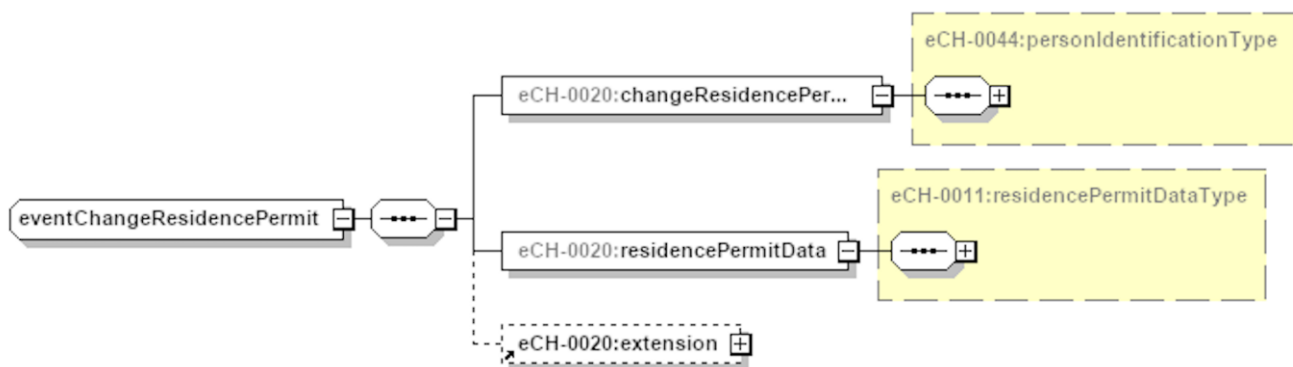 eCH-0044:personIdentificationType
eCH-0020:changeResidencePer...
eventChangeResidencePermit
eCH-0011:residencePermitDataType
eCH-0020:residencePermitData
eCH-0020:extension